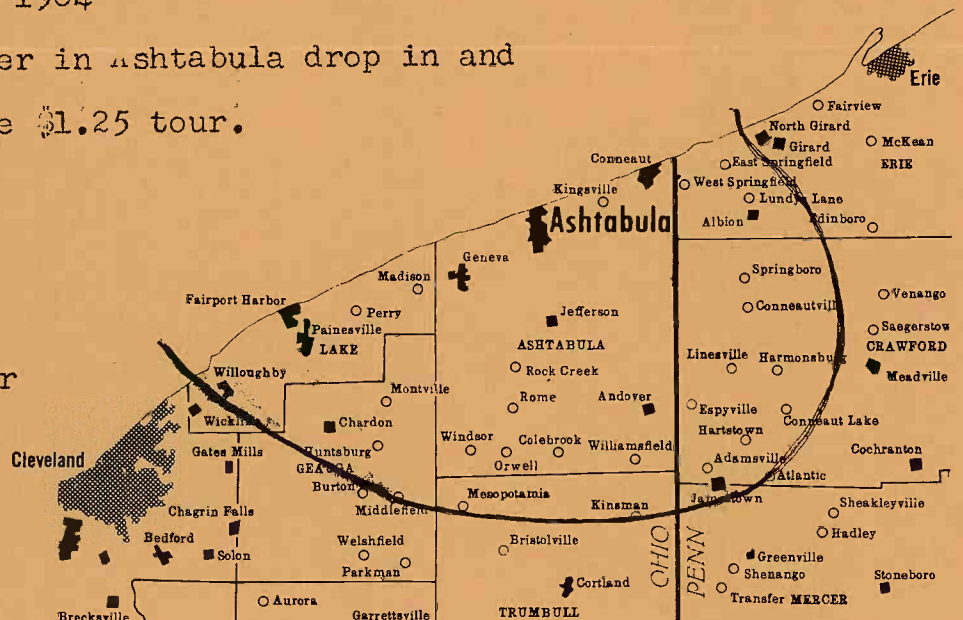 er in Ashtabula drop in and
e $1.25 tour.
r
Erie
Fairview
North Girard
Girard
McKean
ERIE
Conneaut
East Springfield
West Springfield
Kingsville
Lundys Lane
Albion
Edinboro
Ashtabula
Geneva
Madison
Springboro
Fairport Harbor
Perry
Conneautvill
Venango
Painesville
LAKE
Jefferson
Saegerstow
ASHTABULA
CRAWFORD
Linesville
Harmonsburg
Willoughby
Rock Creek
Meadville
Montville
Rome
Andover
Espyville
Conneaut Lake
Wickli
Chardon
Hartstown
Gates Mills
Huntsburg
Windsor
Colebrook
Williamsfield
Cochranton
Cleveland
GEAUGA
Orwell
Adamsville
Atlantic
Burton
Mesopotamia
Jamestown
Middlefield
Kinsman
Sheakleyville
Chagrin Falls
Hadley
Bedford
Solon
Welshfield
Bristolville
OHIO
PENN
Greenville
Parkman
Shenango
Stoneboro
Cortland
Transfer MERCER
Aurora
Brecksville
Garrettsville
TRUMBULL